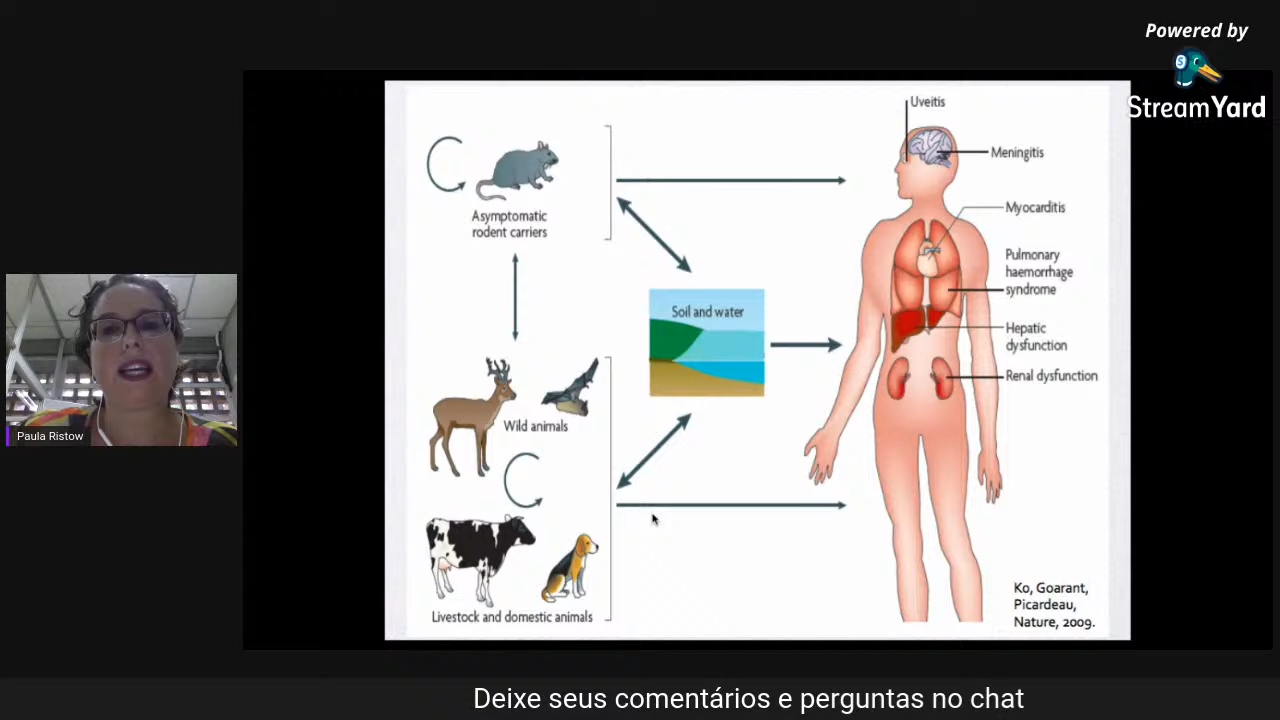 Powered by
StreamYard
Uveitis
Meningitis
Asymptomatic
rodent carriers
Myocarditis
Pulmonary
haemorrhage
syndrome
Soil and water
Hepatic
dysfunction
Renal dysfunction
Wild animals
Paula Ristow
Livestock and domestic animals
Ko, Goarant,
Picardeau,
Nature, 2009.
Deixe seus comentários e perguntas no chat